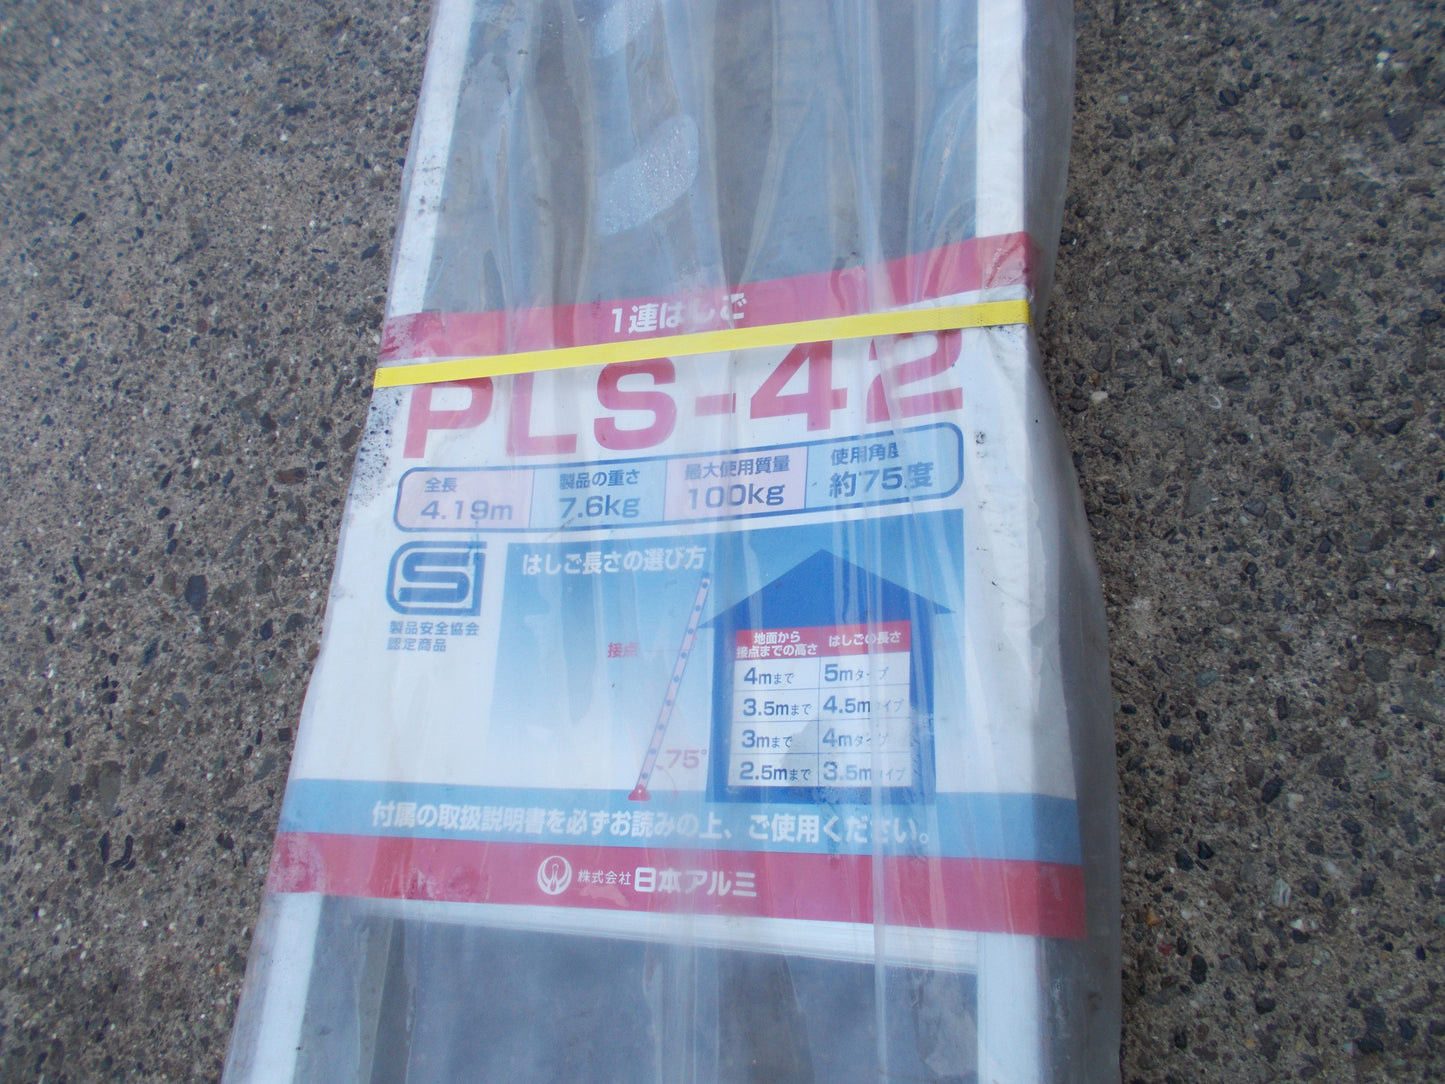 1連はしご
PLS-42
全長 製品の重さ 最大使用質量 使用角度
4.19m 7.6kg 100kg 約75度
S
製品安全協会
認定商品
はしご長さの選び方
接点
75°
地面から
接点までの高さ はしごの長さ
4mまで 5mタイプ
3.5mまで 4.5mタイプ
3mまで 4mタイプ
2.5mまで 3.5mタイプ
付属の取扱説明書を必ずお読みの上、ご使用ください。
株式会社日本アルミ